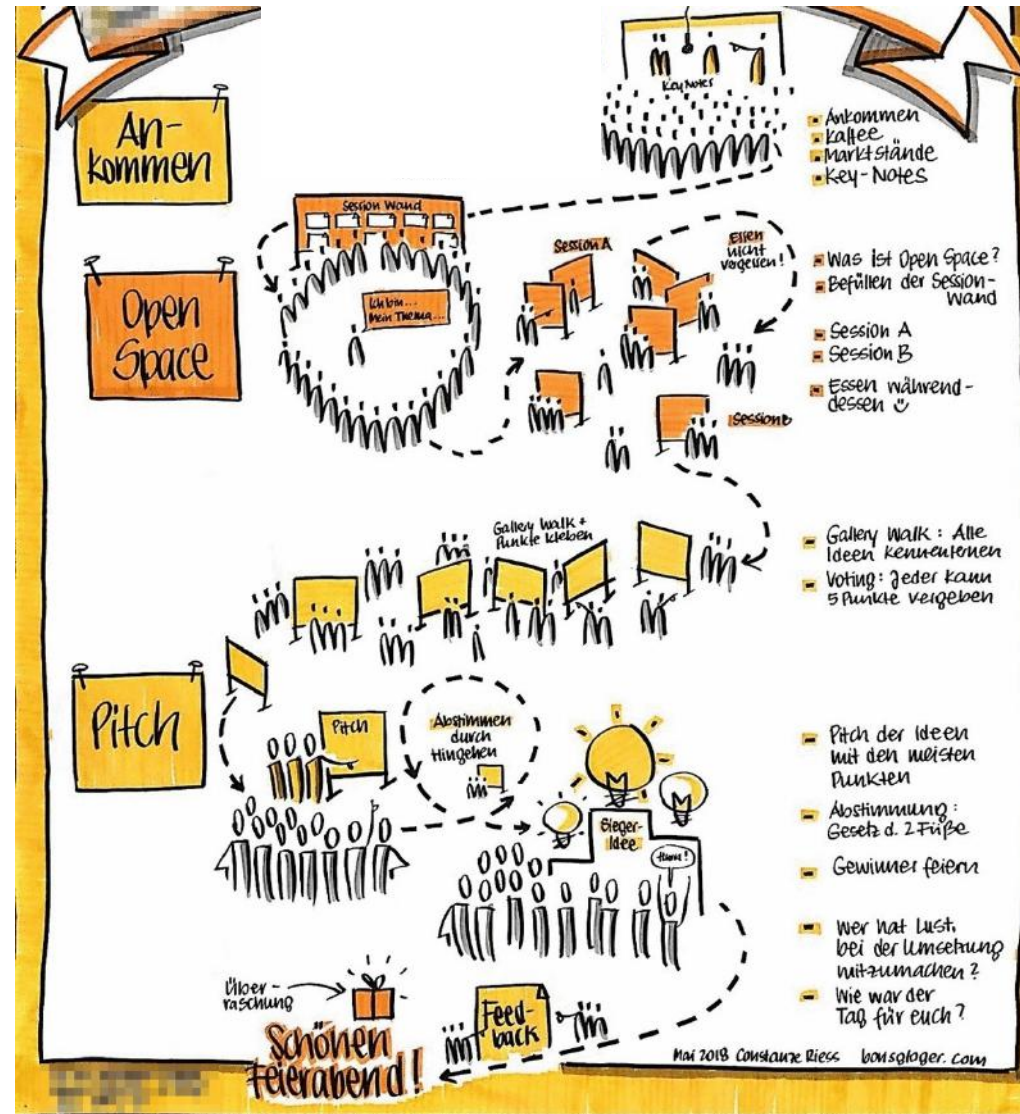 An-
kommen
Key Notes
Ankommen
Kaffee
Marktstände
Key-Notes
Open
Space
Session Wand
Ich bin...
Mein Thema...
Session A
Essen
nicht
vergessen!
Session B
Was ist Open Space?
Befüllen der Session-
Wand
Session A
Session B
Essen während-
dessen
Gallery Walk +
Punkte kleben
Gallery Walk: Alle
Ideen kennenlernen
Voting: Jeder kann
5 Punkte vergeben
Pitch
Pitch
Abstimmen
durch
Hingehen
Sieger-
Idee
Pitch der Ideen
mit den meisten
Punkten
Abstimmung:
Gesetz d. 2 Füße
Gewinner feiern
Wer hat Lust,
bei der Umsetzung
mitzumachen?
Wie war der
Tag für euch?
Über-
raschung
Feed-
back
Schönen
Feierabend!
Mai 2018 Constanze Riess borisgloger.com